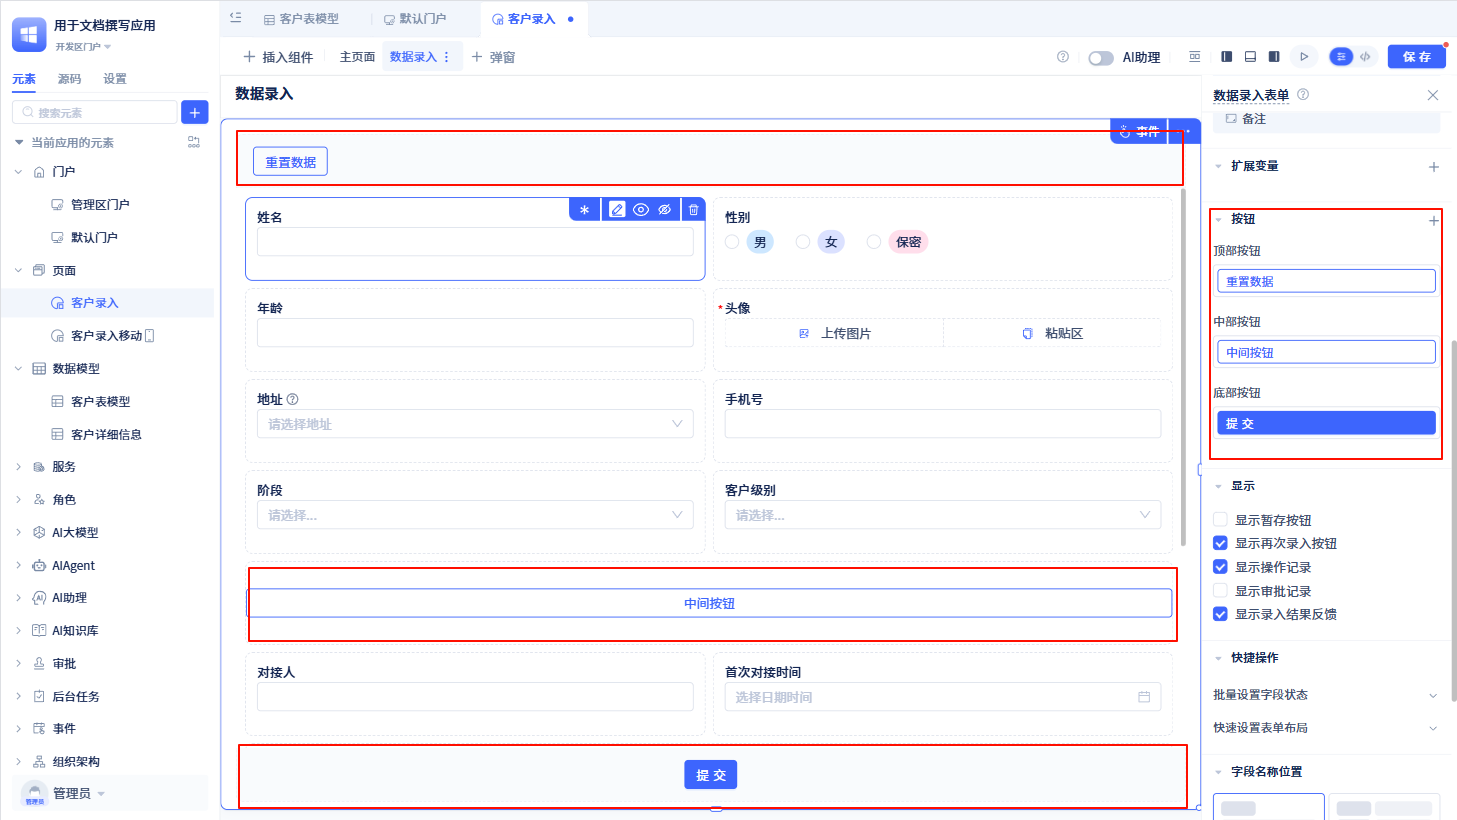 用于文档撰写应用
开发区门户
元素 源码 设置
搜索元素
当前应用的元素
门户
管理区门户
默认门户
页面
客户录入
客户录入移动
数据模型
客户表模型
客户详细信息
服务
角色
AI大模型
AIAgent
AI助理
AI知识库
审批
后台任务
事件
组织架构
管理员
管理员
客户表模型 默认门户 客户录入
插入组件 主页面 数据录入 弹窗
AI助理
保存
数据录入
事件
重置数据
姓名
性别
男 女 保密
年龄
*头像
上传图片 粘贴区
地址
请选择地址
手机号
阶段
请选择...
客户级别
请选择...
中间按钮
对接人
首次对接时间
选择日期时间
提交
数据录入表单
备注
扩展变量
按钮
顶部按钮
重置数据
中部按钮
中间按钮
底部按钮
提交
显示
显示暂存按钮
显示再次录入按钮
显示操作记录
显示审批记录
显示录入结果反馈
快捷操作
批量设置字段状态
快速设置表单布局
字段名称位置